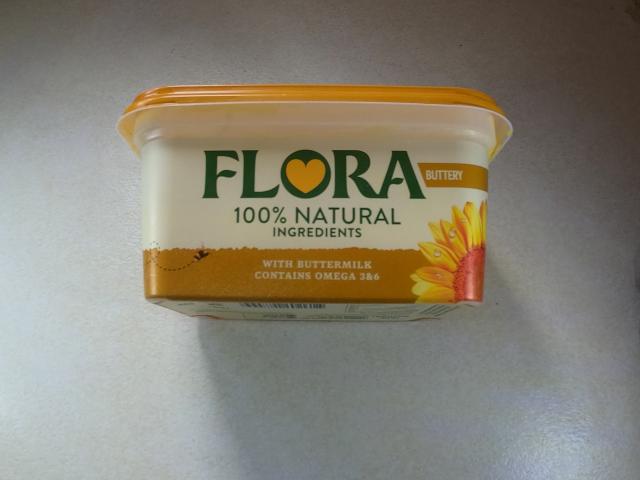 FLORA
BUTTERY
100% NATURAL
INGREDIENTS
WITH BUTTERMILK
CONTAINS OMEGA 3&6